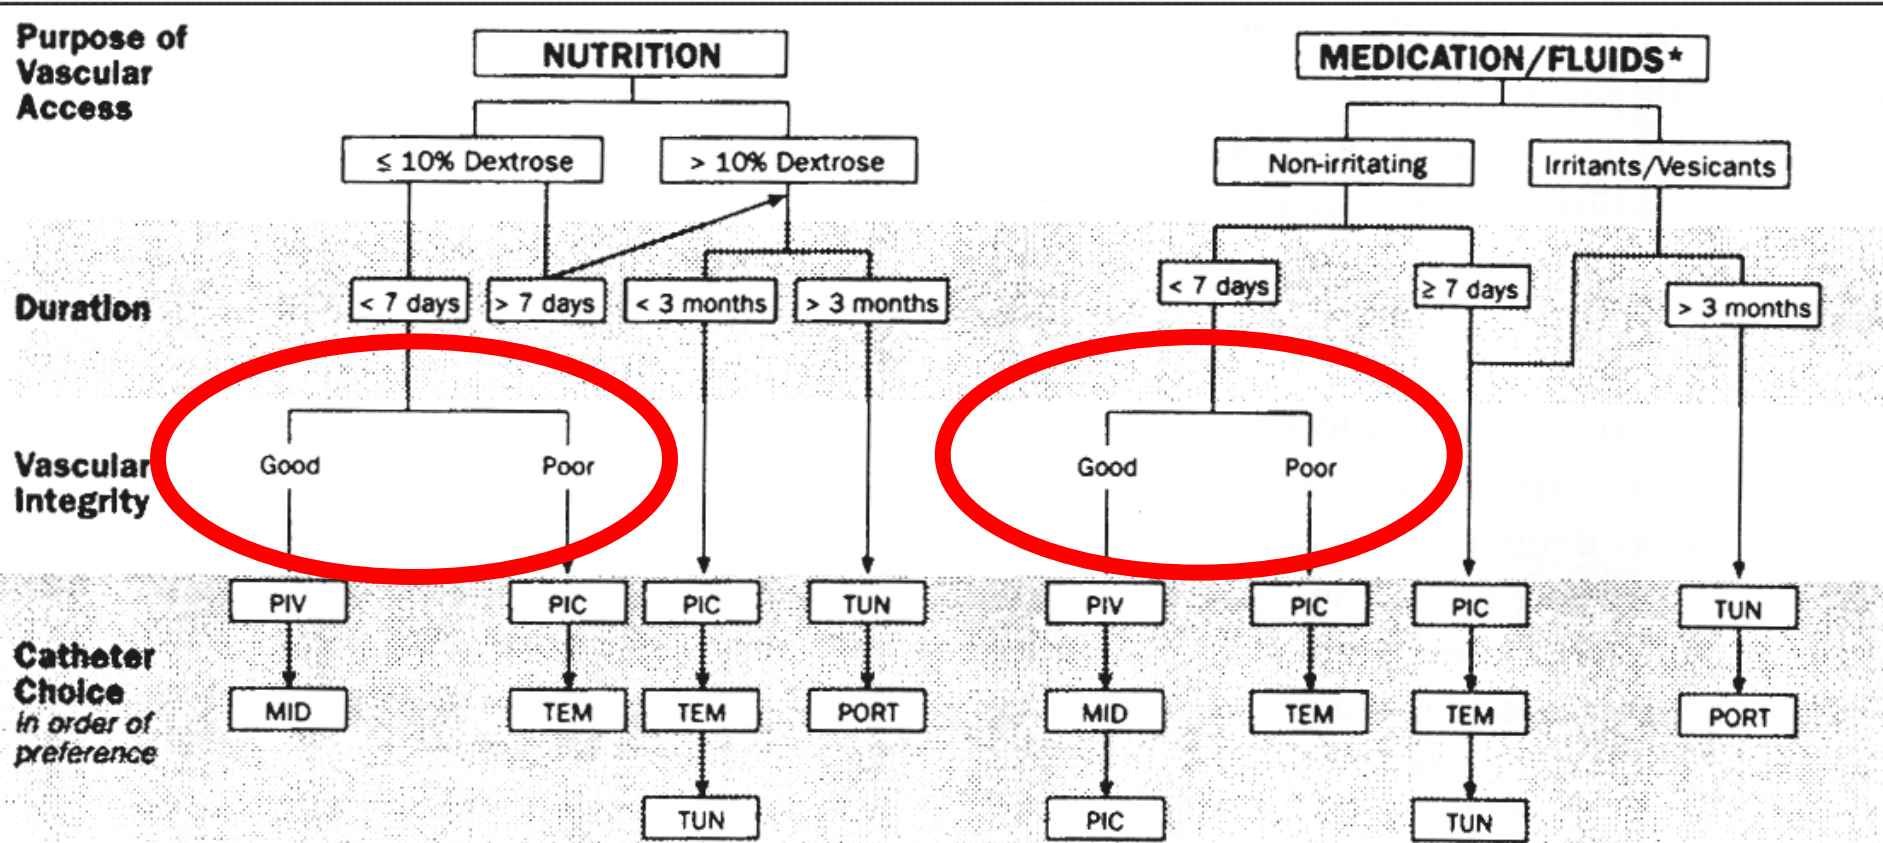 Purpose of
Vascular
Access
NUTRITION
MEDICATION/FLUIDS*
≤ 10% Dextrose
> 10% Dextrose
Non-irritating
Irritants/Vesicants
Duration
< 7 days
> 7 days
< 3 months
> 3 months
< 7 days
≥ 7 days
> 3 months
Vascular
Integrity
Good
Poor
Good
Poor
Catheter
Choice
in order of
preference
PIV
PIC
PIC
TUN
PIV
PIC
PIC
TUN
MID
TEM
TEM
PORT
MID
TEM
TEM
PORT
TUN
PIC
TUN